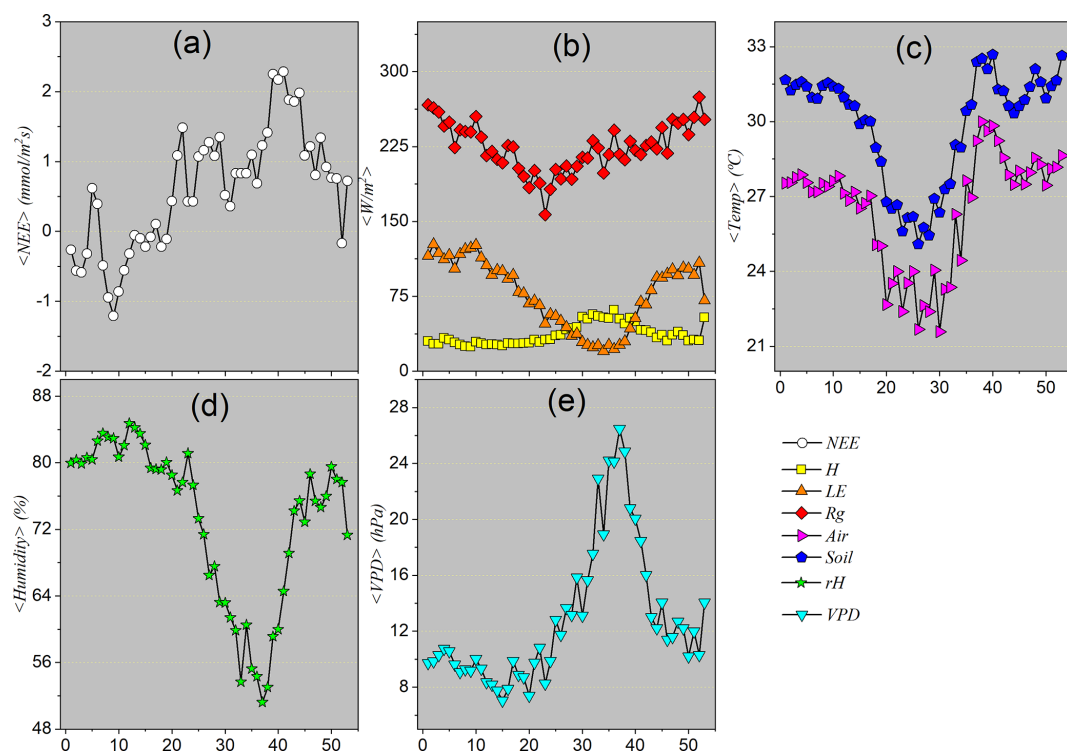 (a)
<NEE> (mmol/m²s)
3
2
1
0
-1
-2
(b)
<W/m²>
300
225
150
75
0
(c)
<Temp> (ºC)
33
30
27
24
21
0 10 20 30 40 50
(d)
<Humidity> (%)
88
80
72
64
56
48
0 10 20 30 40 50
(e)
<VPD> (hPa)
28
24
20
16
12
8
0 10 20 30 40 50
NEE
H
LE
Rg
Air
Soil
rH
VPD